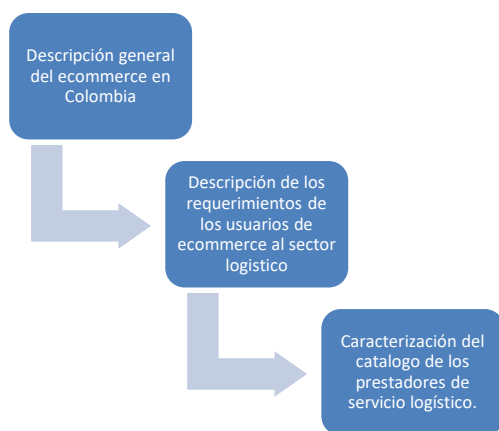 Descripción general
del ecommerce en
Colombia
Descripción de los
requerimientos de
los usuarios de
ecommerce al sector
logistico
Caracterización del
catalogo de los
prestadores de
servicio logístico.